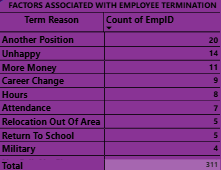 FACTORS ASSOCIATED WITH EMPLOYEE TERMINATION
Term Reason Count of EmpID
Another Position 20
Unhappy 14
More Money 11
Career Change 9
Hours 8
Attendance 7
Relocation Out Of Area 5
Return To School 5
Military 4
Total 311